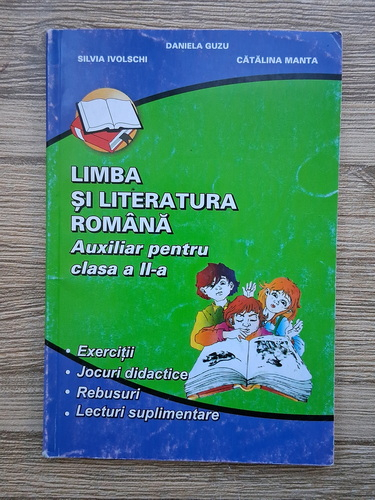 DANIELA GUZU
SILVIA IVOLSCHI CĂTĂLINA MANTA
LIMBA
ȘI LITERATURA
ROMÂNĂ
Auxiliar pentru
clasa a II-a
• Exerciții
• Jocuri didactice
• Rebusuri
• Lecturi suplimentare